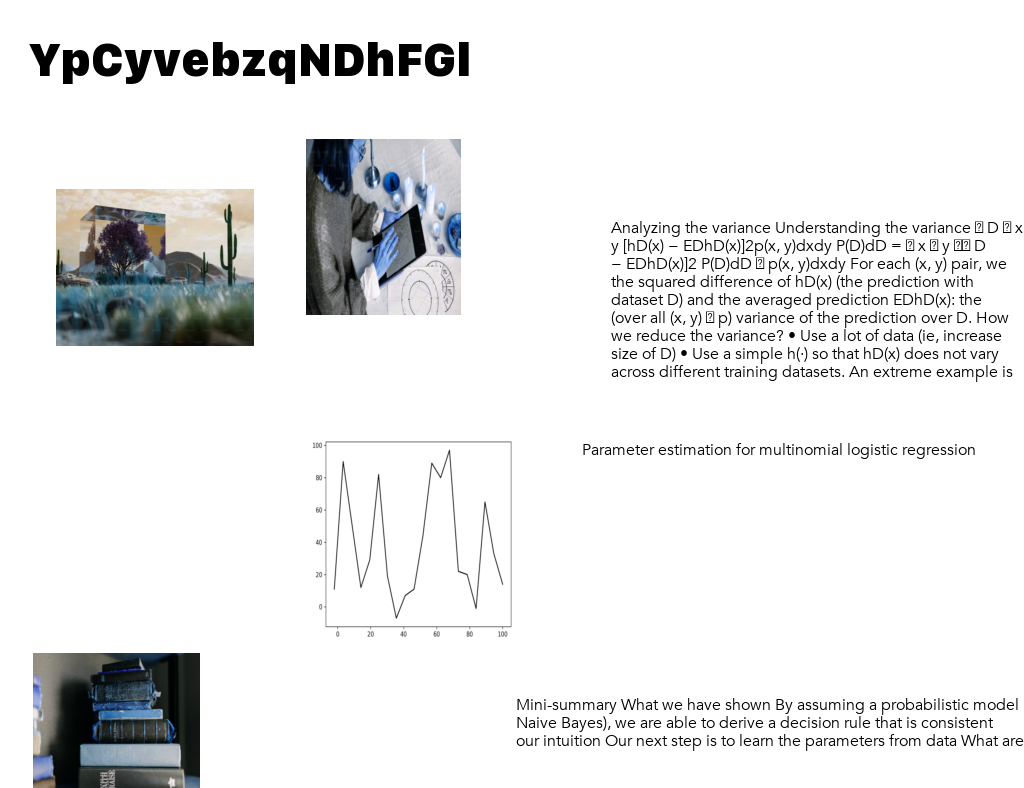 YpCyvebzqNDhFGl
Analyzing the variance Understanding the variance D x
y [hD(x) − EDhD(x)]2p(x, y)dxdy P(D)dD = x y D
− EDhD(x)]2 P(D)dD p(x, y)dxdy For each (x, y) pair, we
the squared difference of hD(x) (the prediction with
dataset D) and the averaged prediction EDhD(x): the
(over all (x, y) p) variance of the prediction over D. How
we reduce the variance? • Use a lot of data (ie, increase
size of D) • Use a simple h(·) so that hD(x) does not vary
across different training datasets. An extreme example is
Parameter estimation for multinomial logistic regression
100
80
60
40
20
0
0 20 40 60 80 100
Mini-summary What we have shown By assuming a probabilistic model
Naive Bayes), we are able to derive a decision rule that is consistent
our intuition Our next step is to learn the parameters from data What are